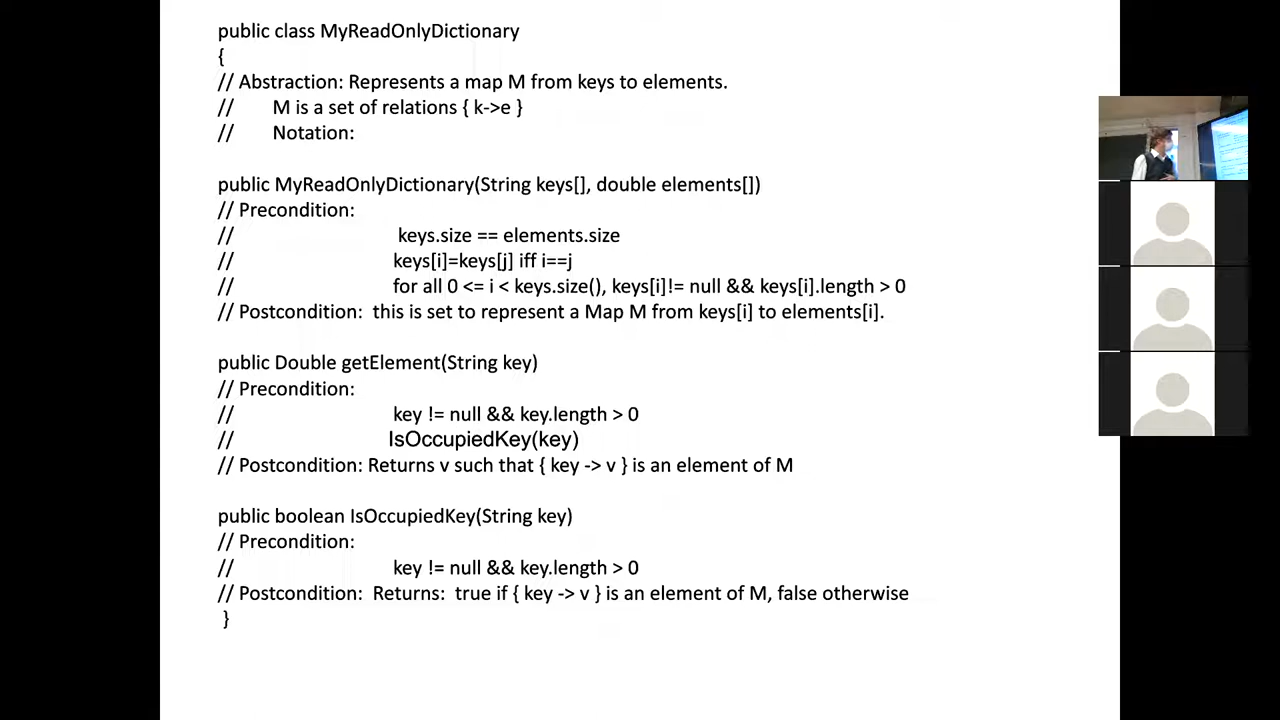 public class MyReadOnlyDictionary
{
// Abstraction: Represents a map M from keys to elements.
// M is a set of relations { k->e }
// Notation:
public MyReadOnlyDictionary(String keys[], double elements[])
// Precondition:
// keys.size == elements.size
// keys[i]=keys[j] iff i==j
// for all 0 <= i < keys.size(), keys[i]!= null && keys[i].length > 0
// Postcondition: this is set to represent a Map M from keys[i] to elements[i].
public Double getElement(String key)
// Precondition:
// key != null && key.length > 0
// IsOccupiedKey(key)
// Postcondition: Returns v such that { key -> v } is an element of M
public boolean IsOccupiedKey(String key)
// Precondition:
// key != null && key.length > 0
// Postcondition: Returns: true if { key -> v } is an element of M, false otherwise
}